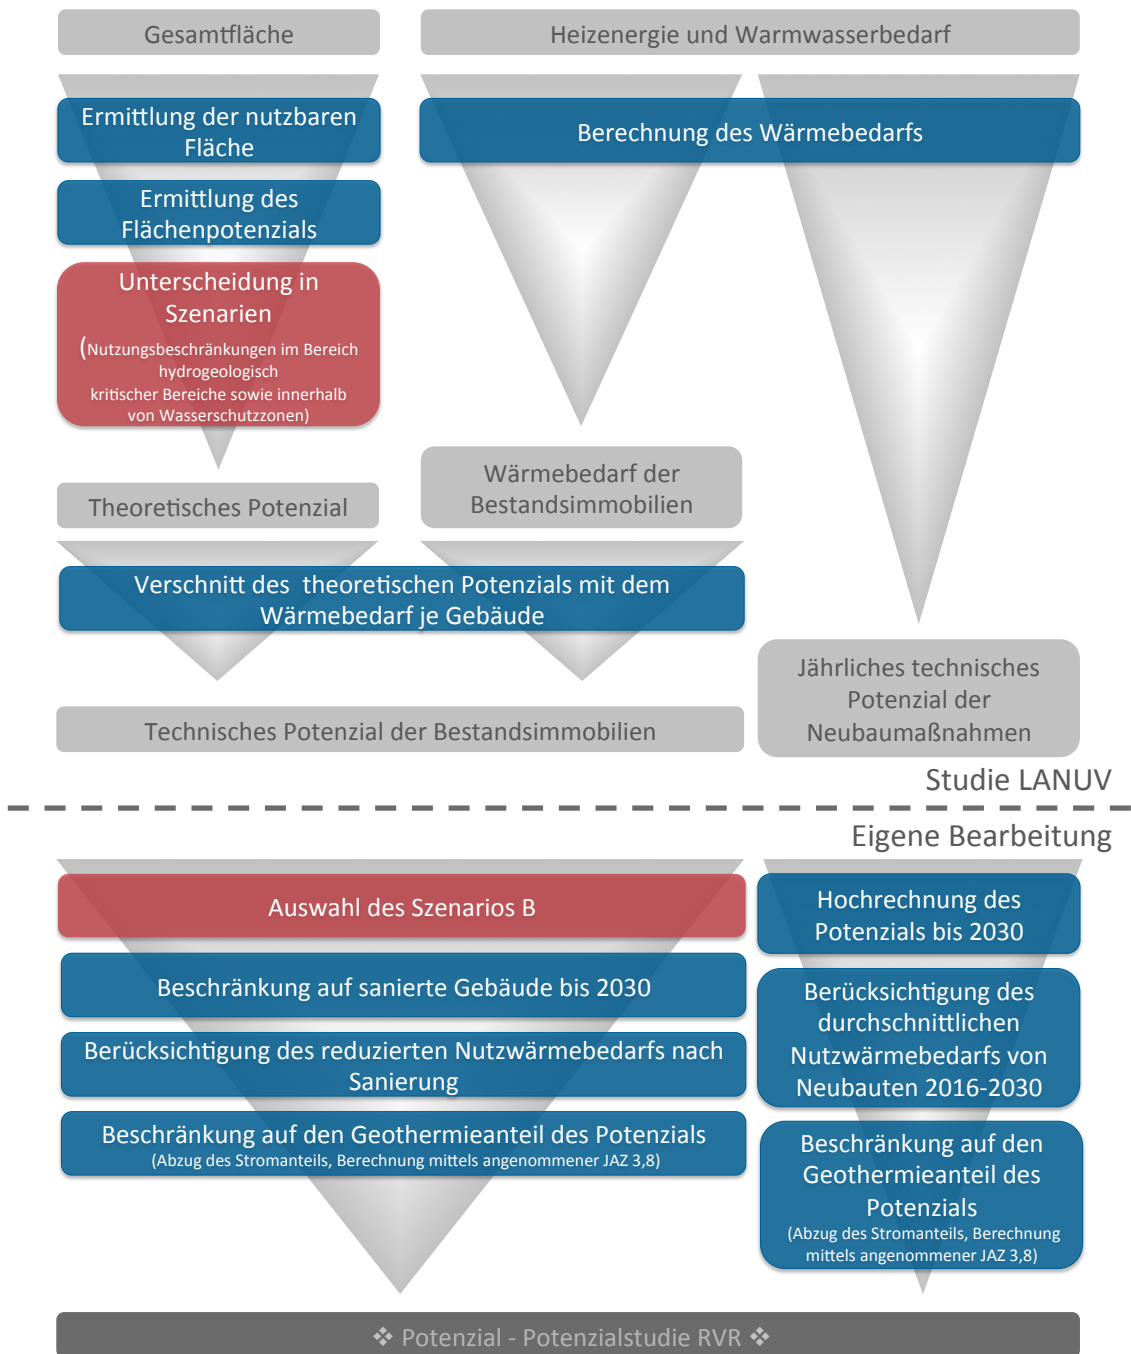 Gesamtfläche
Heizenergie und Warmwasserbedarf
Ermittlung der nutzbaren
Fläche
Berechnung des Wärmebedarfs
Ermittlung des
Flächenpotenzials
Unterscheidung in
Szenarien
(Nutzungsbeschränkungen im Bereich
hydrogeologisch
kritischer Bereiche sowie innerhalb
von Wasserschutzzonen)
Theoretisches Potenzial
Wärmebedarf der
Bestandsimmobilien
Verschnitt des theoretischen Potenzials mit dem
Wärmebedarf je Gebäude
Technisches Potenzial der Bestandsimmobilien
Jährliches technisches
Potenzial der
Neubaumaßnahmen
Studie LANUV
Eigene Bearbeitung
Auswahl des Szenarios B
Beschränkung auf sanierte Gebäude bis 2030
Berücksichtigung des reduzierten Nutzwärmebedarfs nach
Sanierung
Beschränkung auf den Geothermieanteil des Potenzials
(Abzug des Stromanteils, Berechnung mittels angenommener JAZ 3,8)
Hochrechnung des
Potenzials bis 2030
Berücksichtigung des
durchschnittlichen
Nutzwärmebedarfs von
Neubauten 2016-2030
Beschränkung auf den
Geothermieanteil des
Potenzials
(Abzug des Stromanteils, Berechnung
mittels angenommener JAZ 3,8)
❖ Potenzial - Potenzialstudie RVR ❖